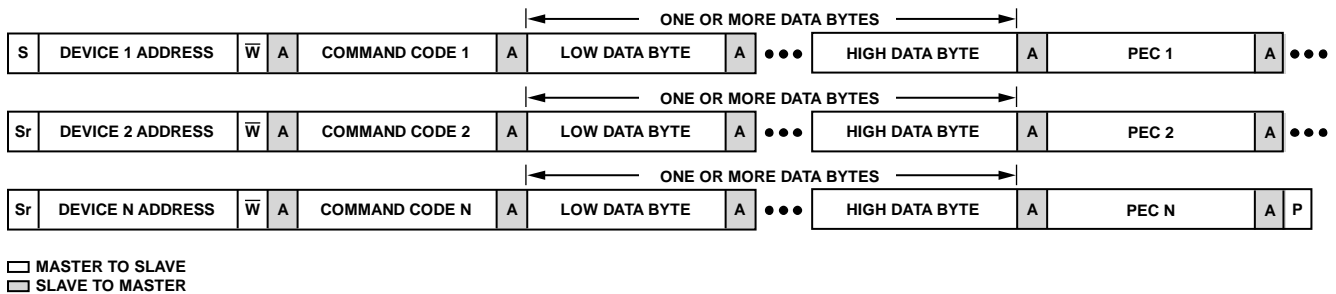 ONE OR MORE DATA BYTES
S DEVICE 1 ADDRESS W̅ A COMMAND CODE 1 A LOW DATA BYTE A ●●● HIGH DATA BYTE A PEC 1 A ●●●
ONE OR MORE DATA BYTES
Sr DEVICE 2 ADDRESS W̅ A COMMAND CODE 2 A LOW DATA BYTE A ●●● HIGH DATA BYTE A PEC 2 A ●●●
ONE OR MORE DATA BYTES
Sr DEVICE N ADDRESS W̅ A COMMAND CODE N A LOW DATA BYTE A ●●● HIGH DATA BYTE A PEC N A P
MASTER TO SLAVE
SLAVE TO MASTER